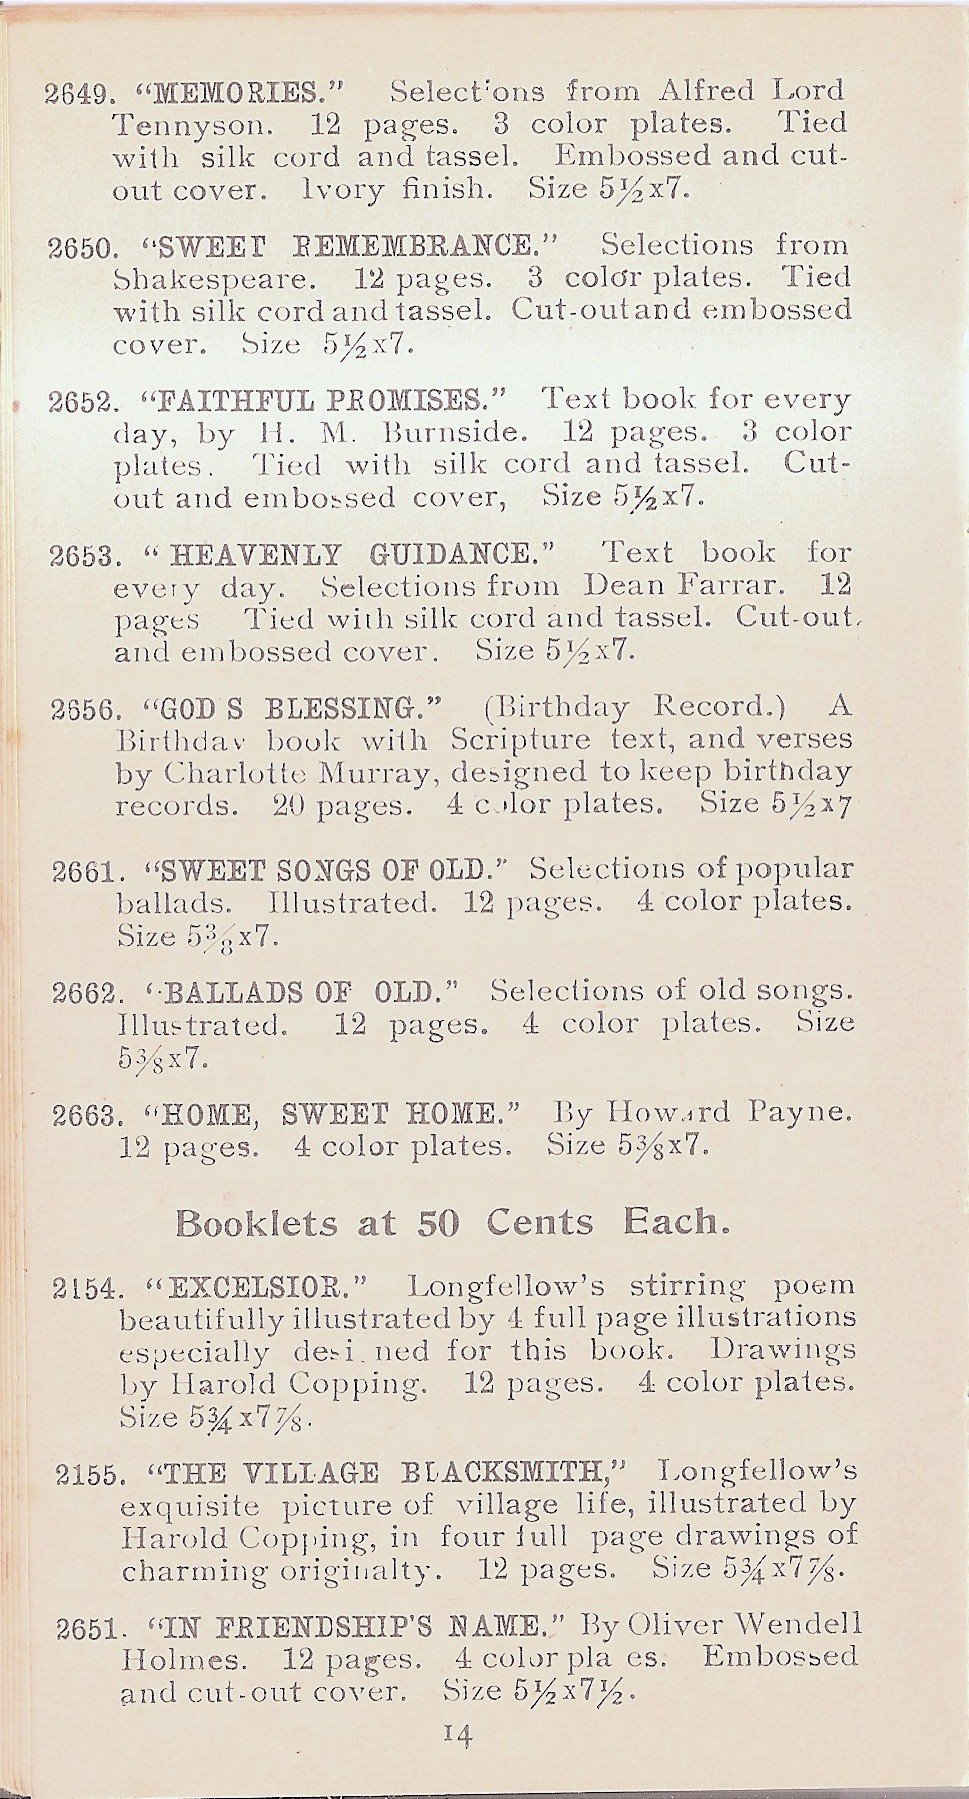 2649. “MEMORIES.” Selections from Alfred Lord
Tennyson. 12 pages. 3 color plates. Tied
with silk cord and tassel. Embossed and cut-
out cover. Ivory finish. Size 5½x7.
2650. “SWEET REMEMBRANCE.” Selections from
Shakespeare. 12 pages. 3 color plates. Tied
with silk cord and tassel. Cut-out and embossed
cover. Size 5½x7.
2652. “FAITHFUL PROMISES.” Text book for every
day, by H. M. Burnside. 12 pages. 3 color
plates. Tied with silk cord and tassel. Cut-
out and embossed cover, Size 5½x7.
2653. “HEAVENLY GUIDANCE.” Text book for
every day. Selections from Dean Farrar. 12
pages Tied with silk cord and tassel. Cut-out,
and embossed cover. Size 5½x7.
2656. “GOD'S BLESSING.” (Birthday Record.) A
Birthday book with Scripture text, and verses
by Charlotte Murray, designed to keep birthday
records. 20 pages. 4 color plates. Size 5½x7
2661. “SWEET SONGS OF OLD.” Selections of popular
ballads. Illustrated. 12 pages. 4 color plates.
Size 5⅜x7.
2662. “BALLADS OF OLD.” Selections of old songs.
Illustrated. 12 pages. 4 color plates. Size
5⅜x7.
2663. “HOME, SWEET HOME.” By Howard Payne.
12 pages. 4 color plates. Size 5⅜x7.
Booklets at 50 Cents Each.
2154. “EXCELSIOR.” Longfellow's stirring poem
beautifully illustrated by 4 full page illustrations
especially designed for this book. Drawings
by Harold Copping. 12 pages. 4 color plates.
Size 5¾x7⅞.
2155. “THE VILLAGE BLACKSMITH,” Longfellow's
exquisite picture of village life, illustrated by
Harold Copping, in four full page drawings of
charming originalty. 12 pages. Size 5¾x7⅞.
2651. “IN FRIENDSHIP'S NAME.” By Oliver Wendell
Holmes. 12 pages. 4 color plates. Embossed
and cut-out cover. Size 5½x7½.
14